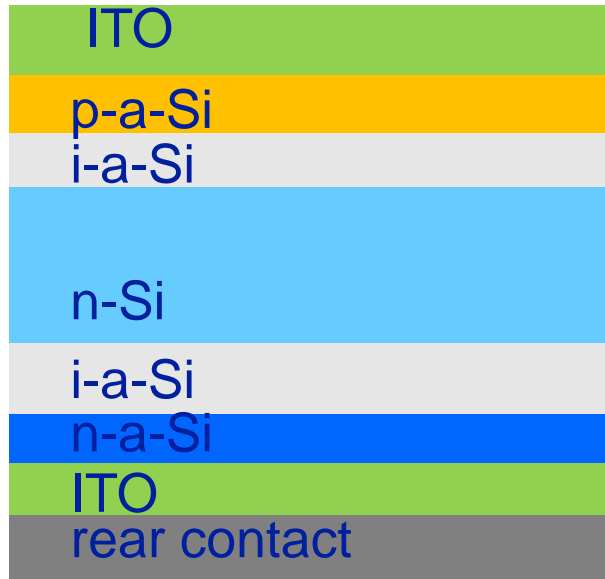 ITO
p-a-Si
i-a-Si
n-Si
i-a-Si
n-a-Si
ITO
rear contact